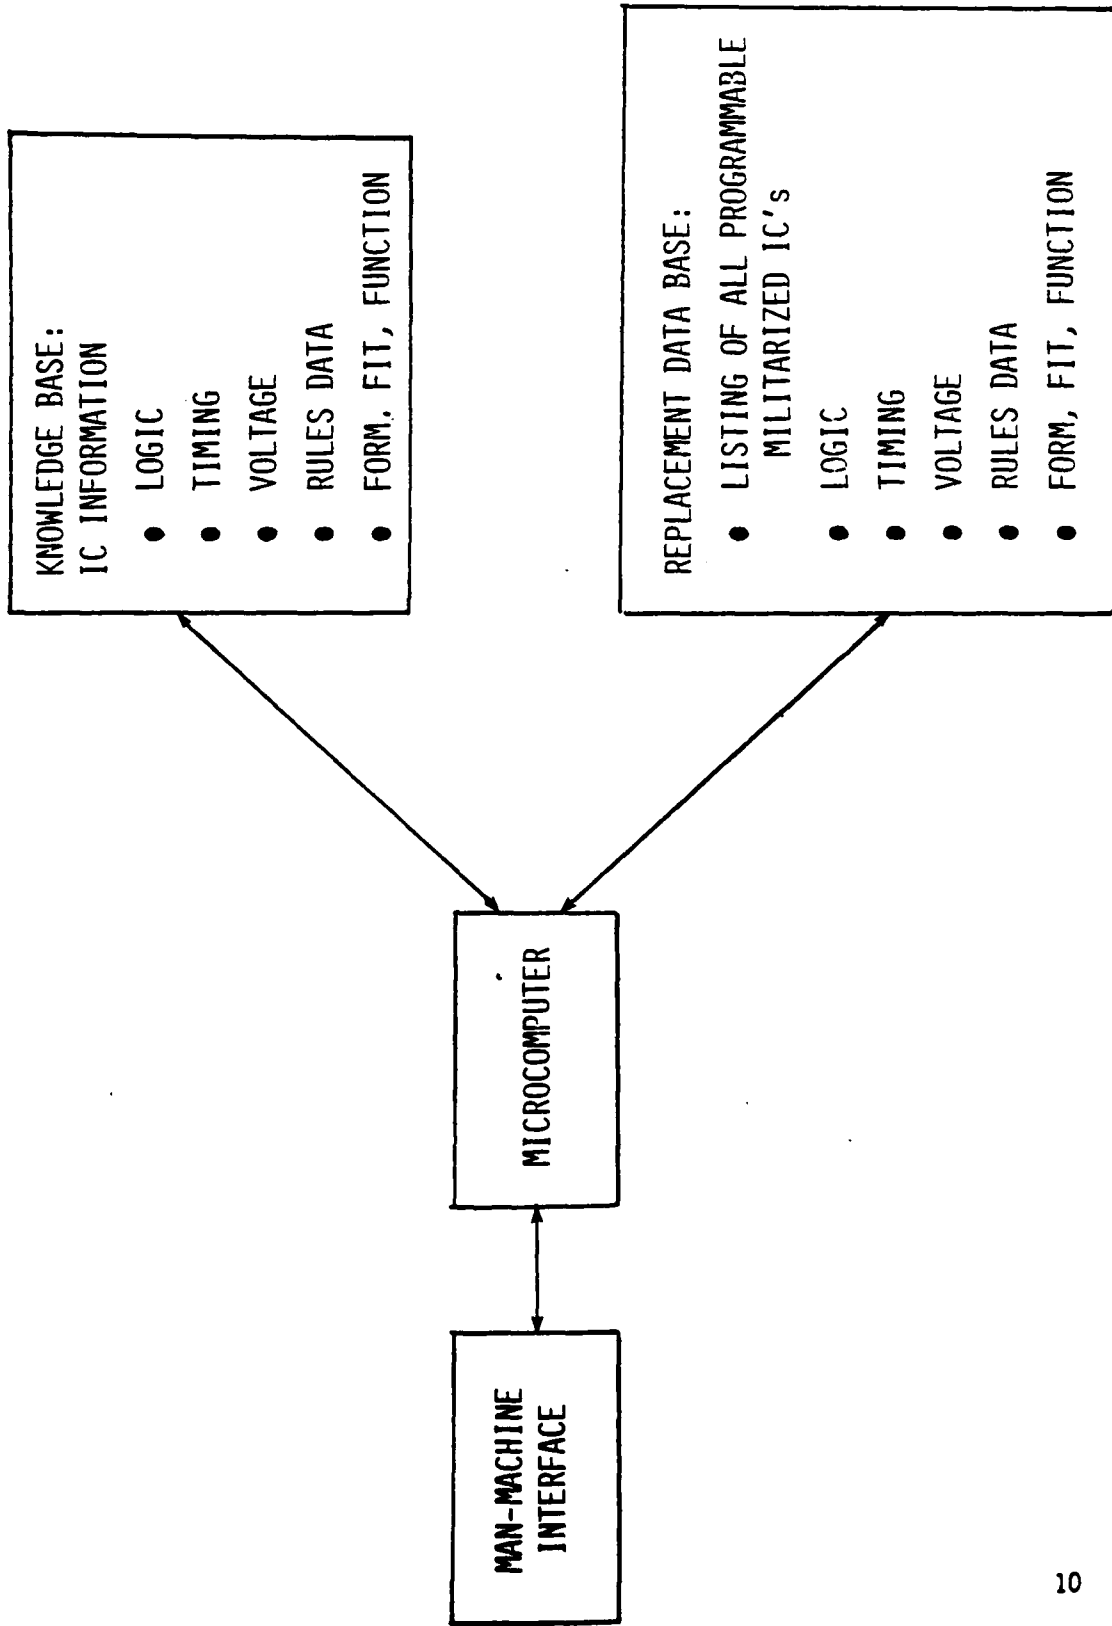 KNOWLEDGE BASE:
IC INFORMATION
● LOGIC
● TIMING
● VOLTAGE
● RULES DATA
● FORM, FIT, FUNCTION
MAN-MACHINE
INTERFACE
MICROCOMPUTER
REPLACEMENT DATA BASE:
● LISTING OF ALL PROGRAMMABLE
MILITARIZED IC's
● LOGIC
● TIMING
● VOLTAGE
● RULES DATA
● FORM, FIT, FUNCTION
10